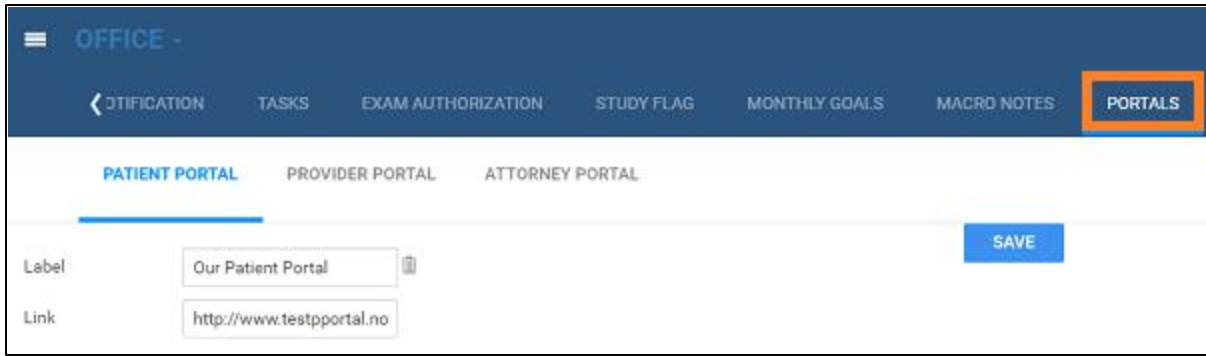 OFFICE -
OTIFICATION TASKS EXAM AUTHORIZATION STUDY FLAG MONTHLY GOALS MACRO NOTES PORTALS
PATIENT PORTAL PROVIDER PORTAL ATTORNEY PORTAL
SAVE
Label Our Patient Portal
Link http://www.testpportal.no